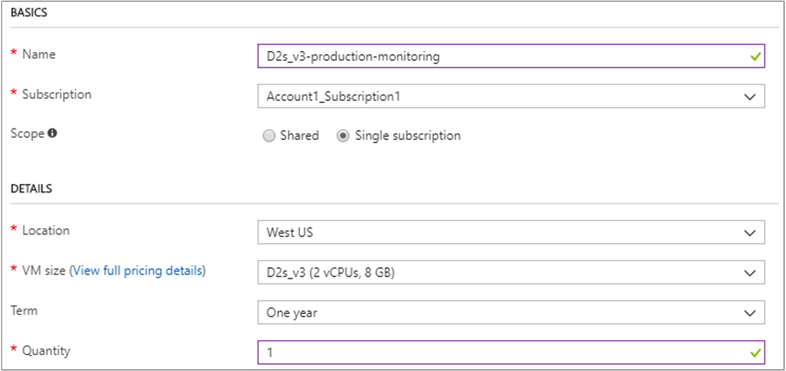 BASICS
* Name D2s_v3-production-monitoring
* Subscription Account1_Subscription1
Scope Shared Single subscription
DETAILS
* Location West US
* VM size (View full pricing details) D2s_v3 (2 vCPUs, 8 GB)
Term One year
* Quantity 1